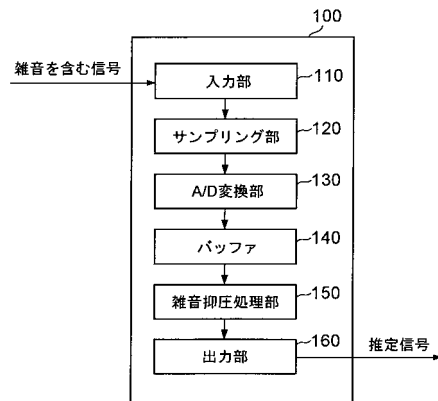 100
雑音を含む信号
入力部
110
サンプリング部
120
A/D変換部
130
バッファ
140
雑音抑圧処理部
150
出力部
160
推定信号